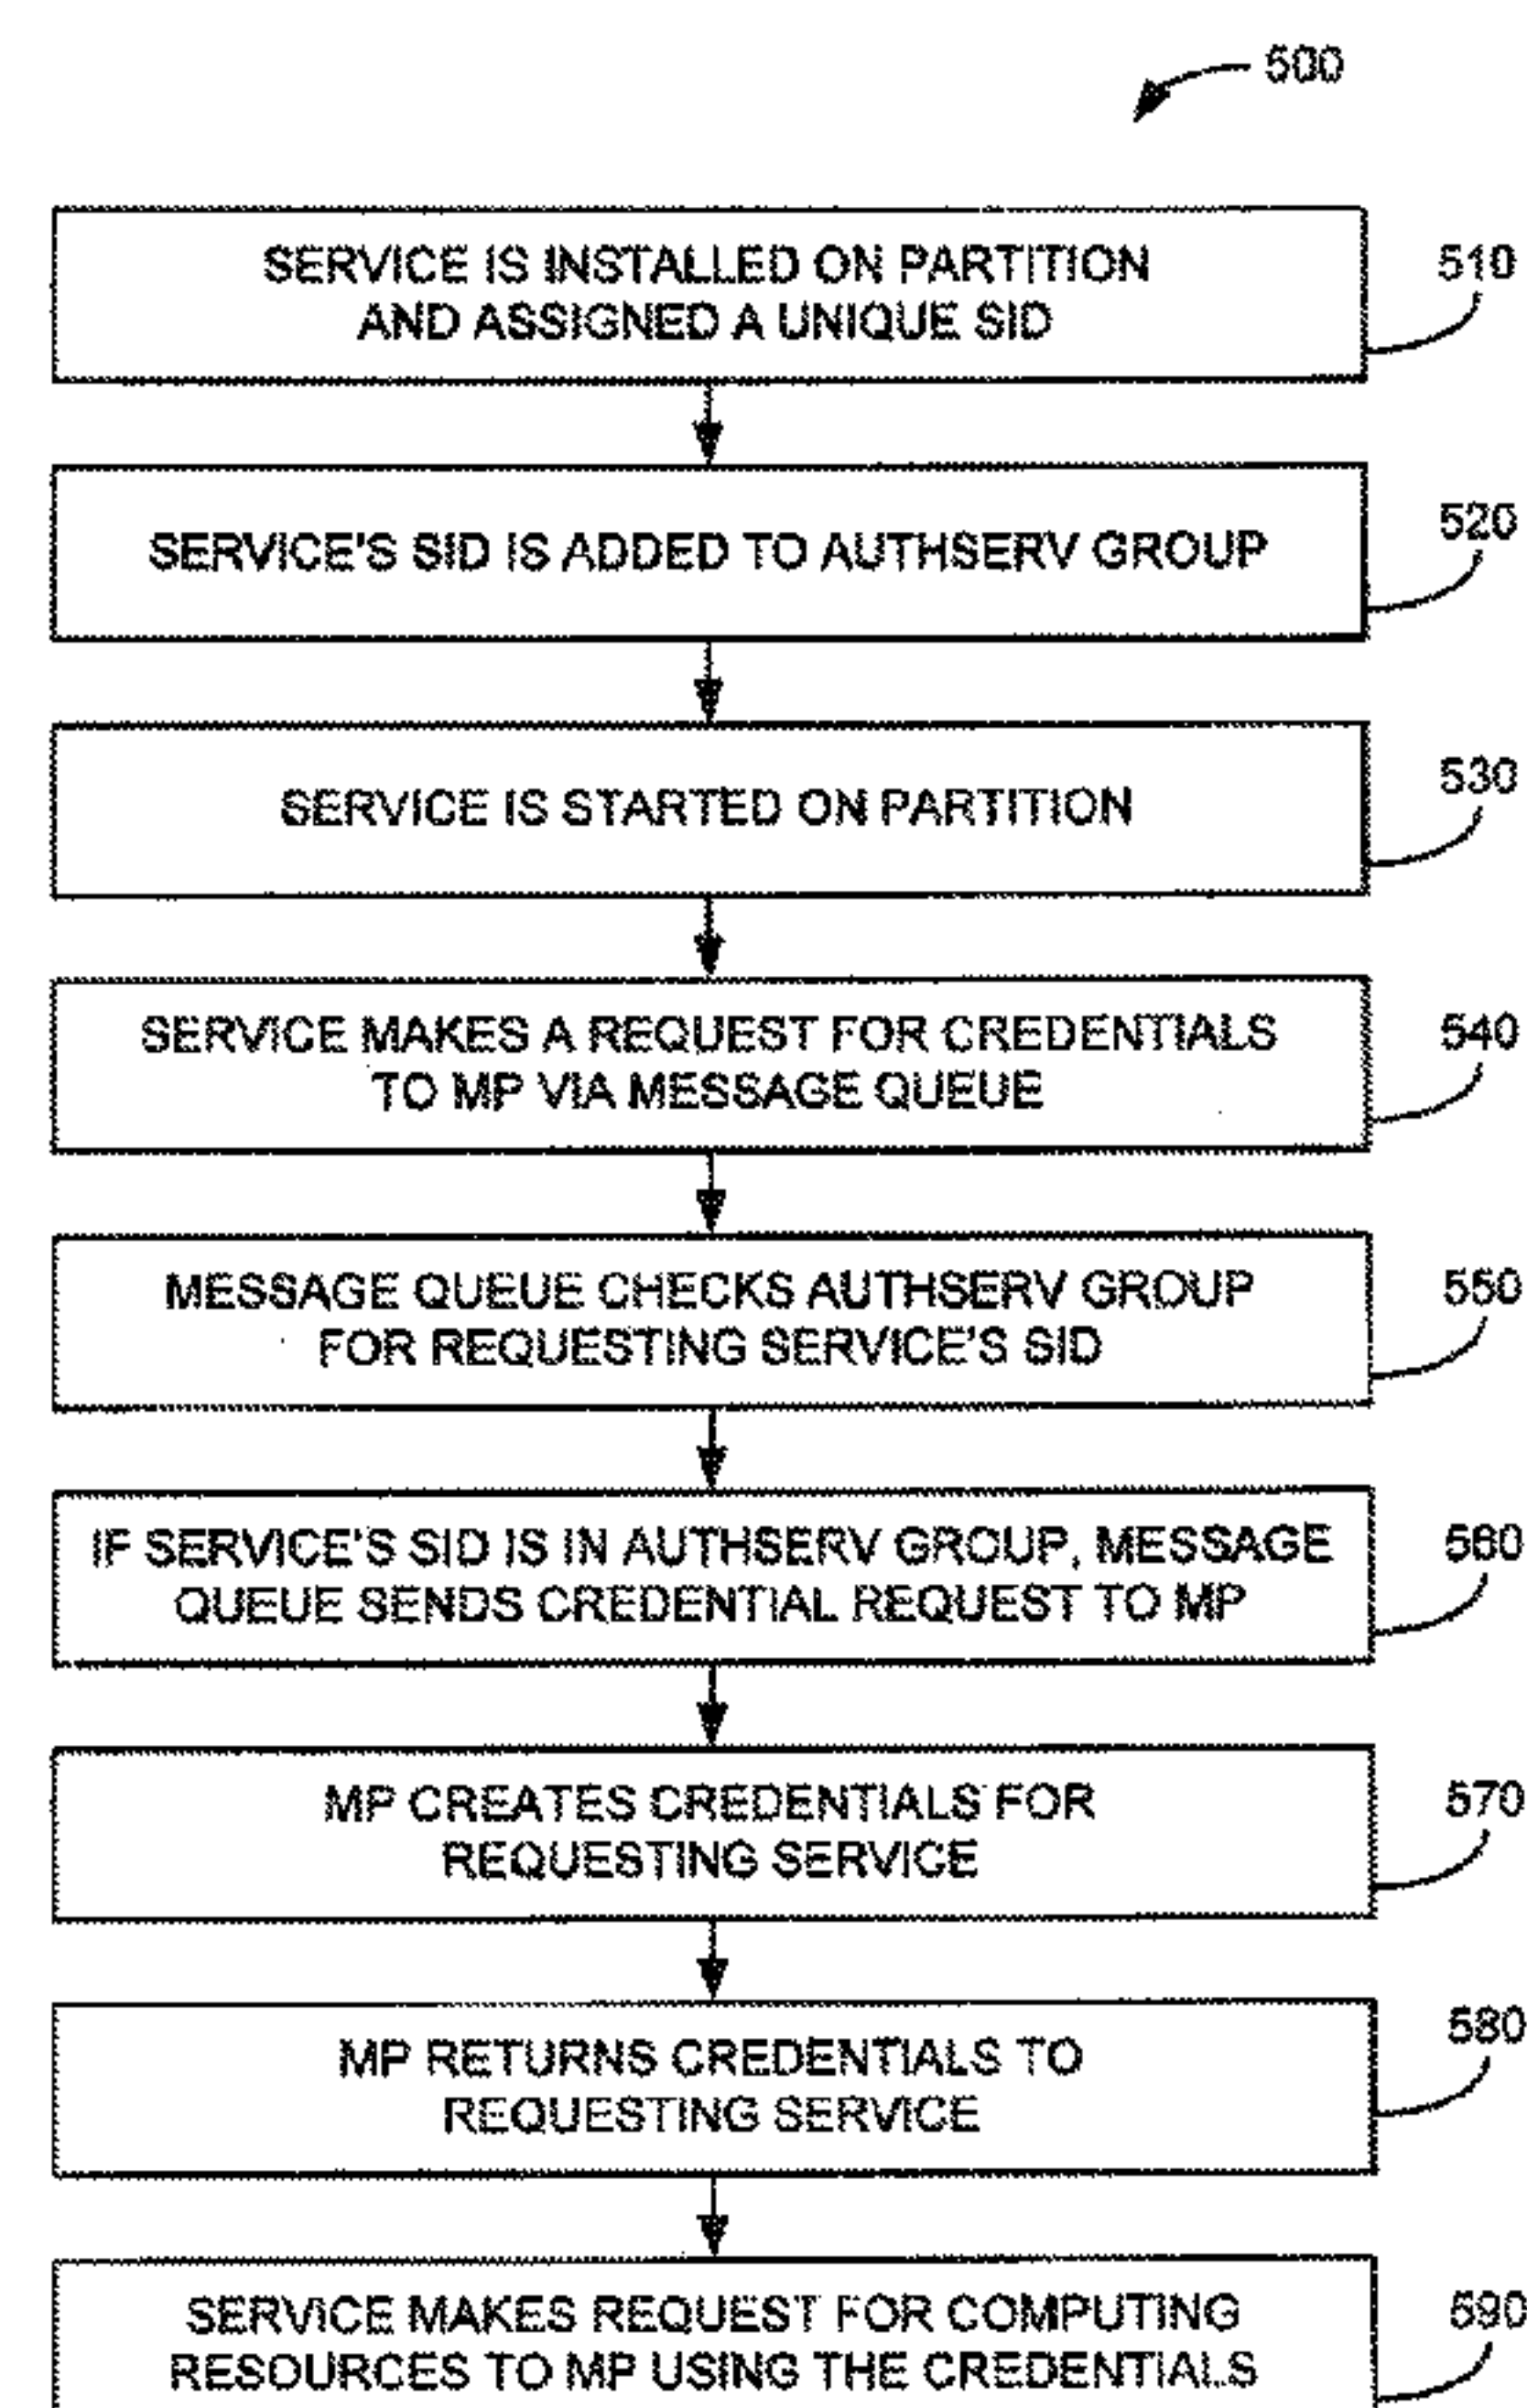 500
SERVICE IS INSTALLED ON PARTITION
AND ASSIGNED A UNIQUE SID
510
SERVICE'S SID IS ADDED TO AUTHSERV GROUP
520
SERVICE IS STARTED ON PARTITION
530
SERVICE MAKES A REQUEST FOR CREDENTIALS
TO MP VIA MESSAGE QUEUE
540
MESSAGE QUEUE CHECKS AUTHSERV GROUP
FOR REQUESTING SERVICE'S SID
550
IF SERVICE'S SID IS IN AUTHSERV GROUP, MESSAGE
QUEUE SENDS CREDENTIAL REQUEST TO MP
560
MP CREATES CREDENTIALS FOR
REQUESTING SERVICE
570
MP RETURNS CREDENTIALS TO
REQUESTING SERVICE
580
SERVICE MAKES REQUEST FOR COMPUTING
RESOURCES TO MP USING THE CREDENTIALS
590